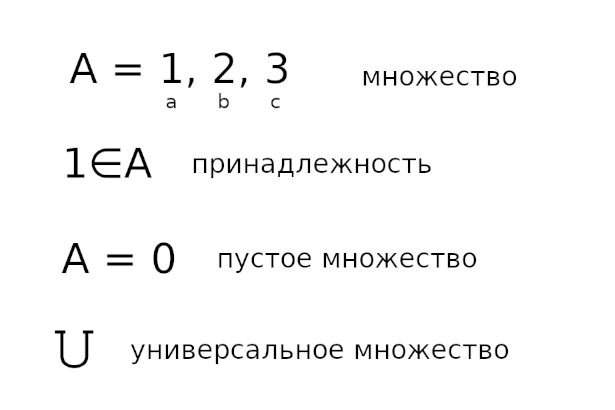 A = 1, 2, 3 множество
a b c
1∈A принадлежность
A = 0 пустое множество
U универсальное множество